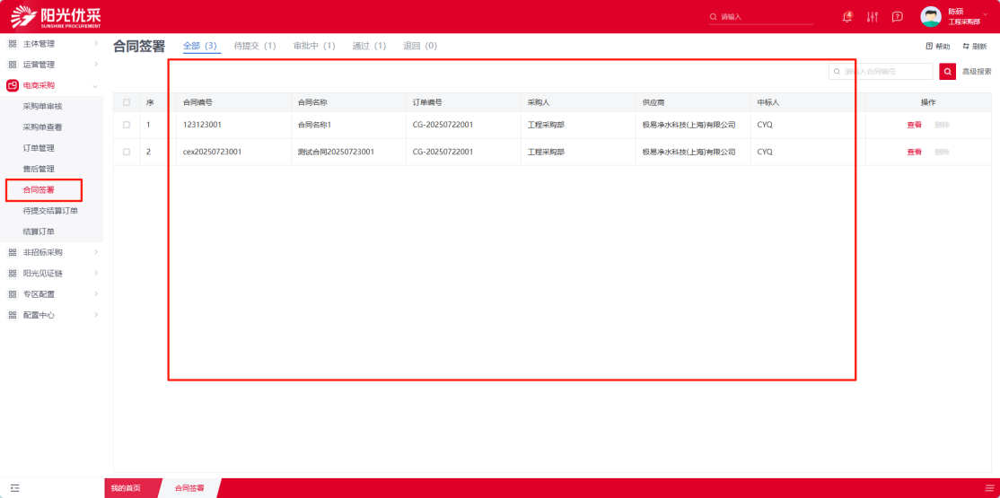 阳光优采
SUNSHINE PROCUREMENT
请输入
4
陈硕
工程采购部
主体管理
运营管理
电商采购
采购单审核
采购单查看
订单管理
售后管理
合同签署
待提交结算订单
结算订单
非招标采购
阳光见证链
专区配置
配置中心
合同签署 全部（3） 待提交（1） 审批中（1） 通过（1） 退回（0） 帮助 刷新
请输入合同编号 高级搜索
序 合同编号 合同名称 订单编号 采购人 供应商 中标人 操作
1 123123001 合同名称1 CG-20250722001 工程采购部 极易净水科技(上海)有限公司 CYQ 查看 删除
2 cex20250723001 测试合同20250723001 CG-20250722001 工程采购部 极易净水科技(上海)有限公司 CYQ 查看 删除
我的首页 合同签署